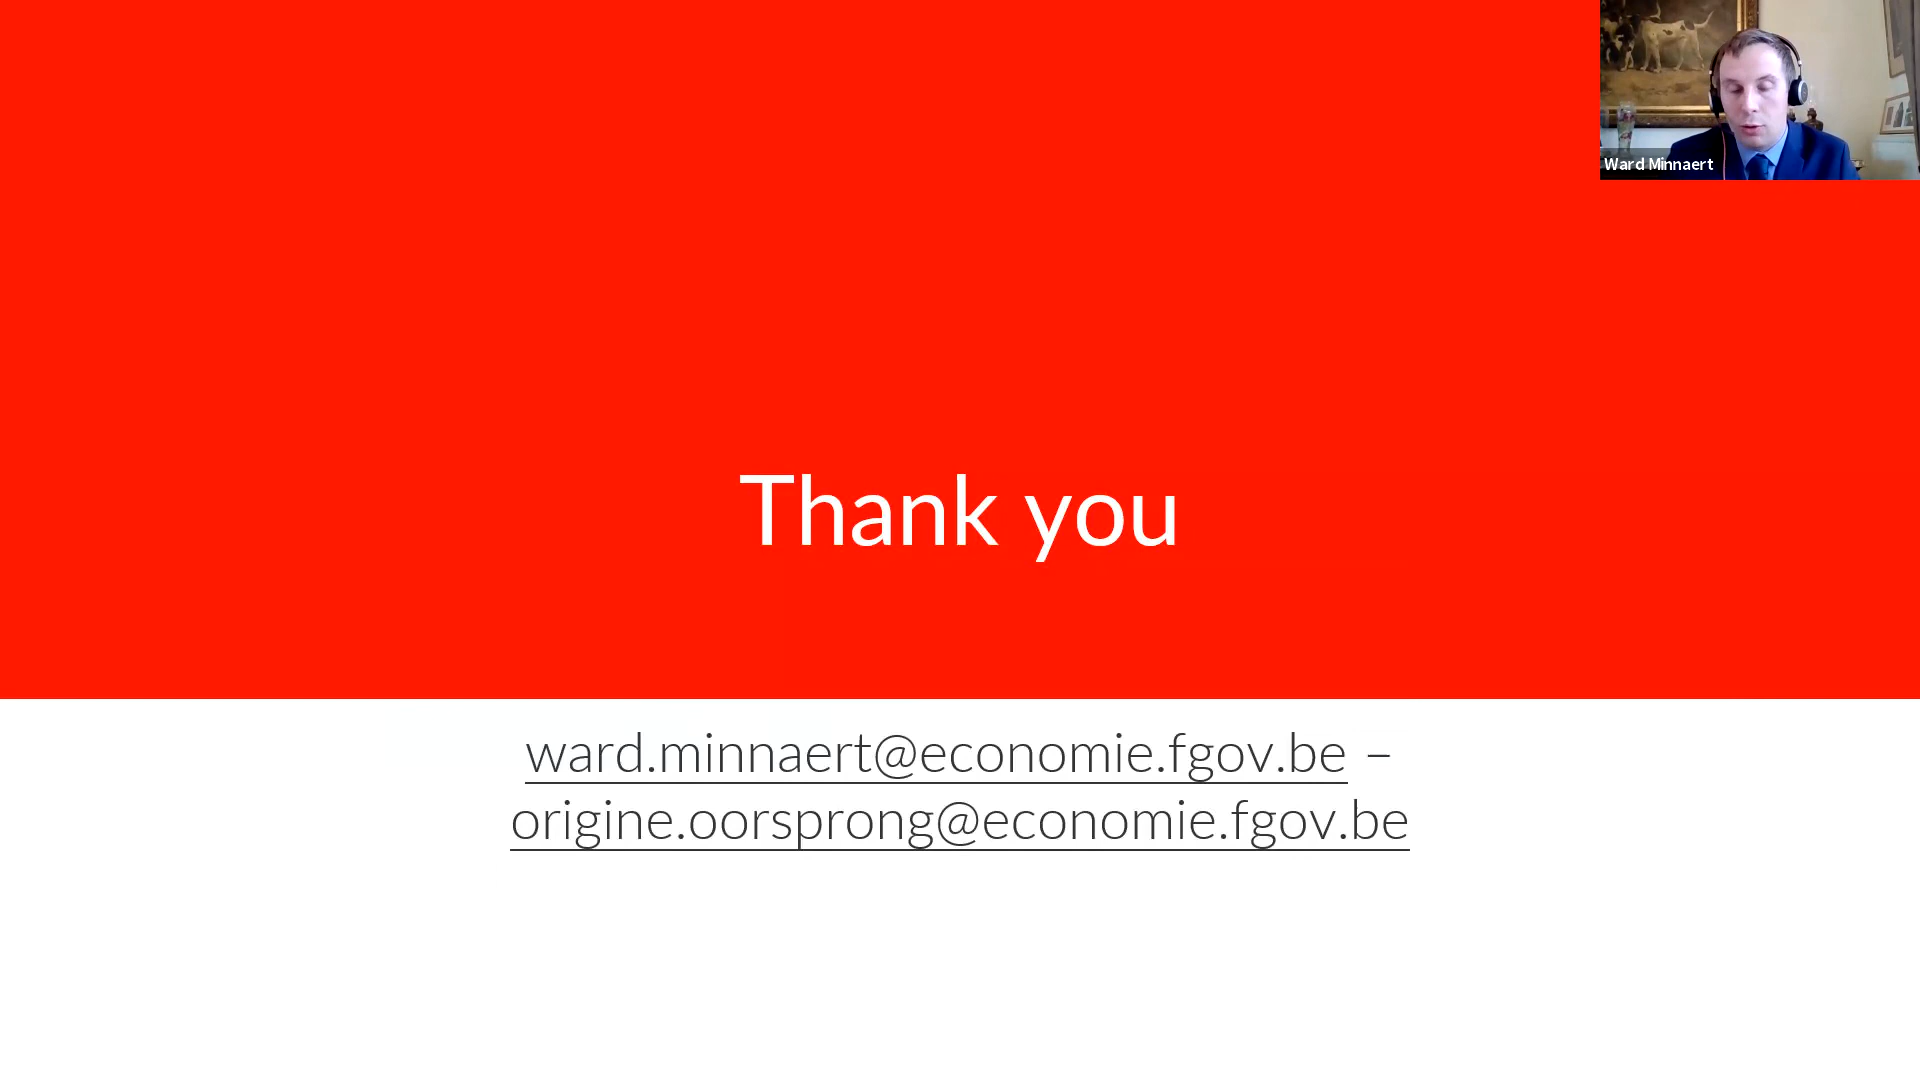 Ward Minnaert
Thank you
ward.minnaert@economie.fgov.be –
origine.oorsprong@economie.fgov.be